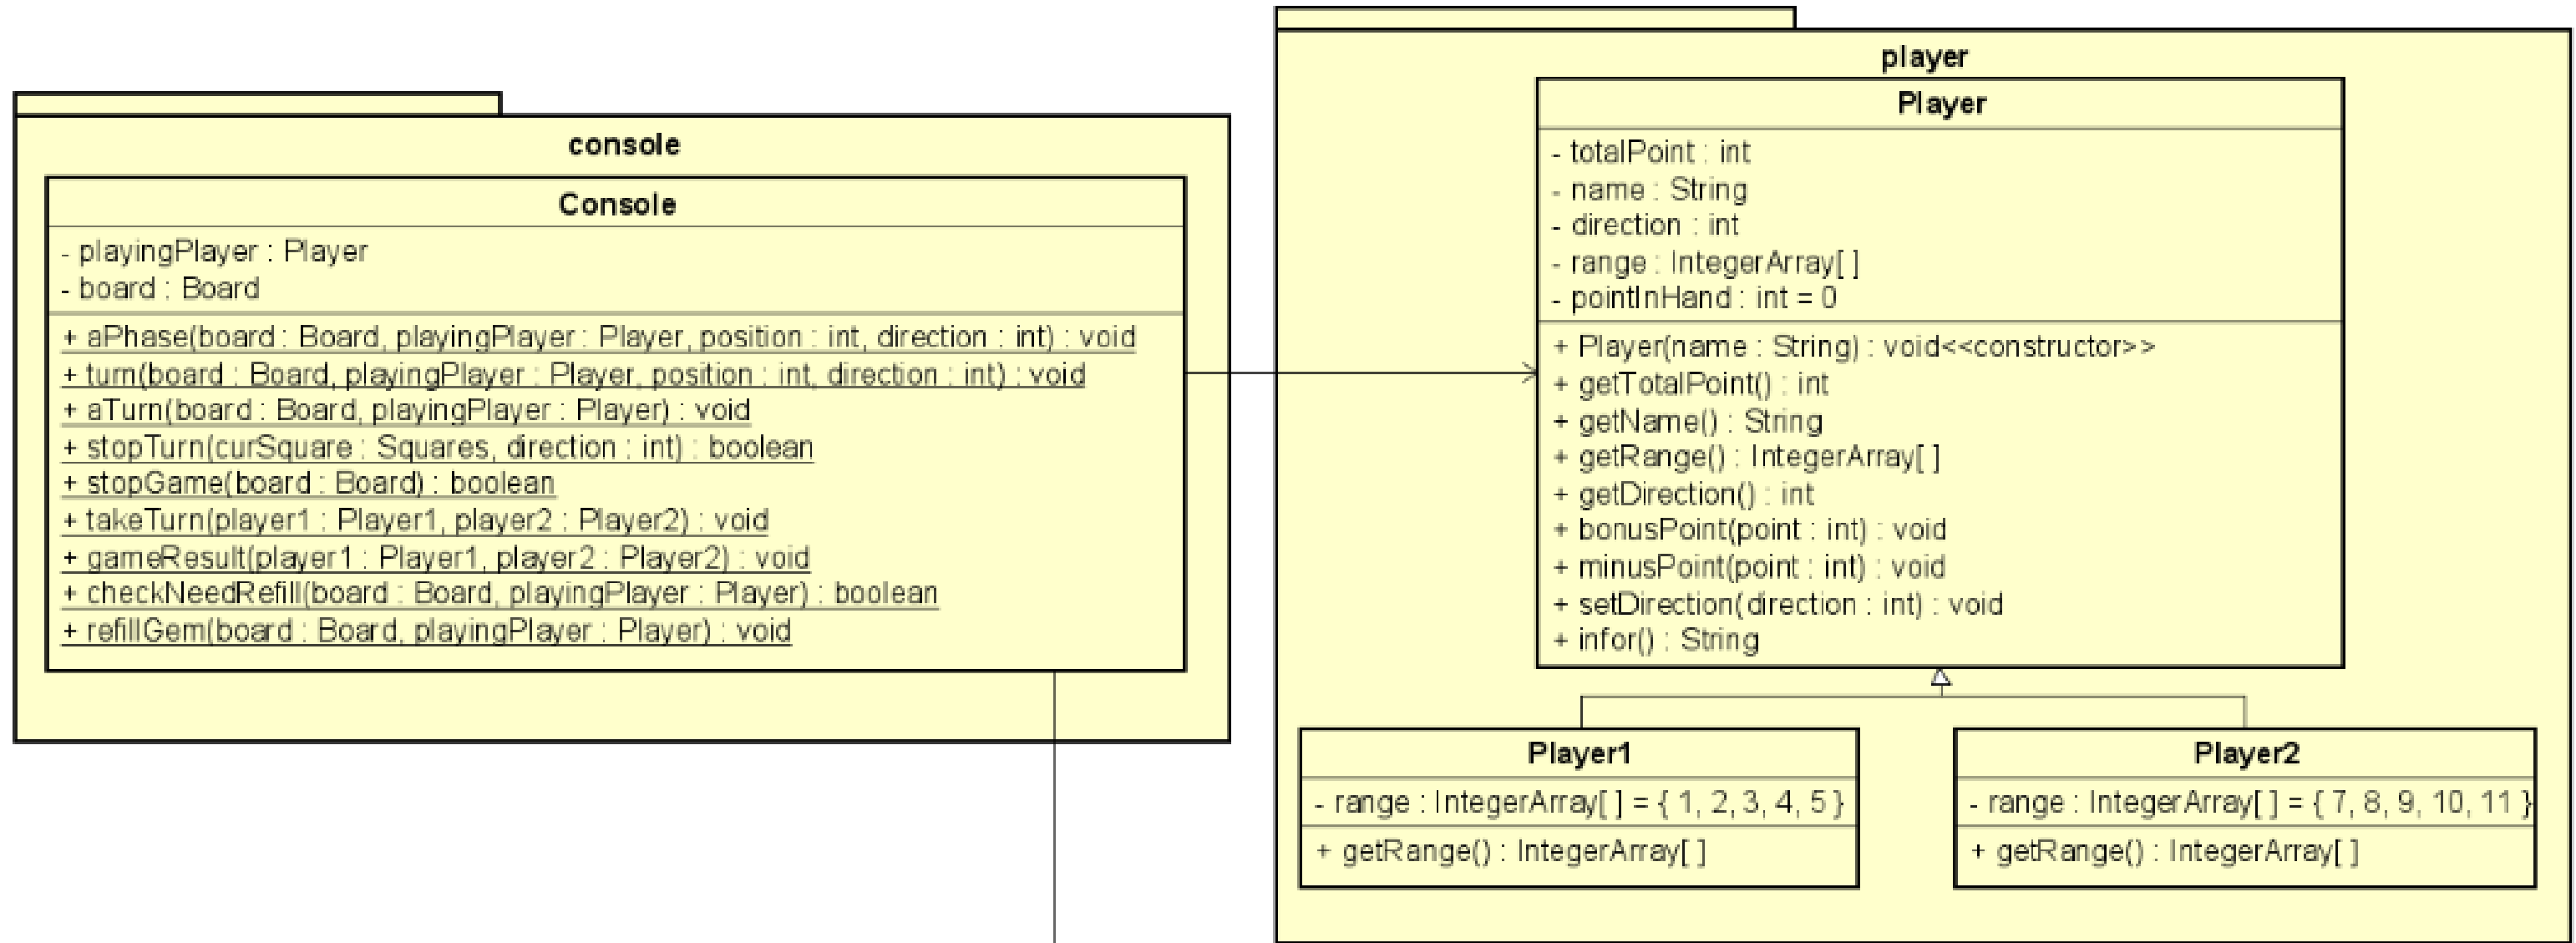 console
Console
- playingPlayer : Player
- board : Board
+ aPhase(board : Board, playingPlayer : Player, position : int, direction : int) : void
+ turn(board : Board, playingPlayer : Player, position : int, direction : int) : void
+ aTurn(board : Board, playingPlayer : Player) : void
+ stopTurn(curSquare : Squares, direction : int) : boolean
+ stopGame(board : Board) : boolean
+ takeTurn(player1 : Player1, player2 : Player2) : void
+ gameResult(player1 : Player1, player2 : Player2) : void
+ checkNeedRefill(board : Board, playingPlayer : Player) : boolean
+ refillGem(board : Board, playingPlayer : Player) : void
player
Player
- totalPoint : int
- name : String
- direction : int
- range : IntegerArray[ ]
- pointInHand : int = 0
+ Player(name : String) : void<<constructor>>
+ getTotalPoint() : int
+ getName() : String
+ getRange() : IntegerArray[ ]
+ getDirection() : int
+ bonusPoint(point : int) : void
+ minusPoint(point : int) : void
+ setDirection(direction : int) : void
+ infor() : String
Player1
- range : IntegerArray[ ] = { 1, 2, 3, 4, 5 }
+ getRange() : IntegerArray[ ]
Player2
- range : IntegerArray[ ] = { 7, 8, 9, 10, 11 }
+ getRange() : IntegerArray[ ]